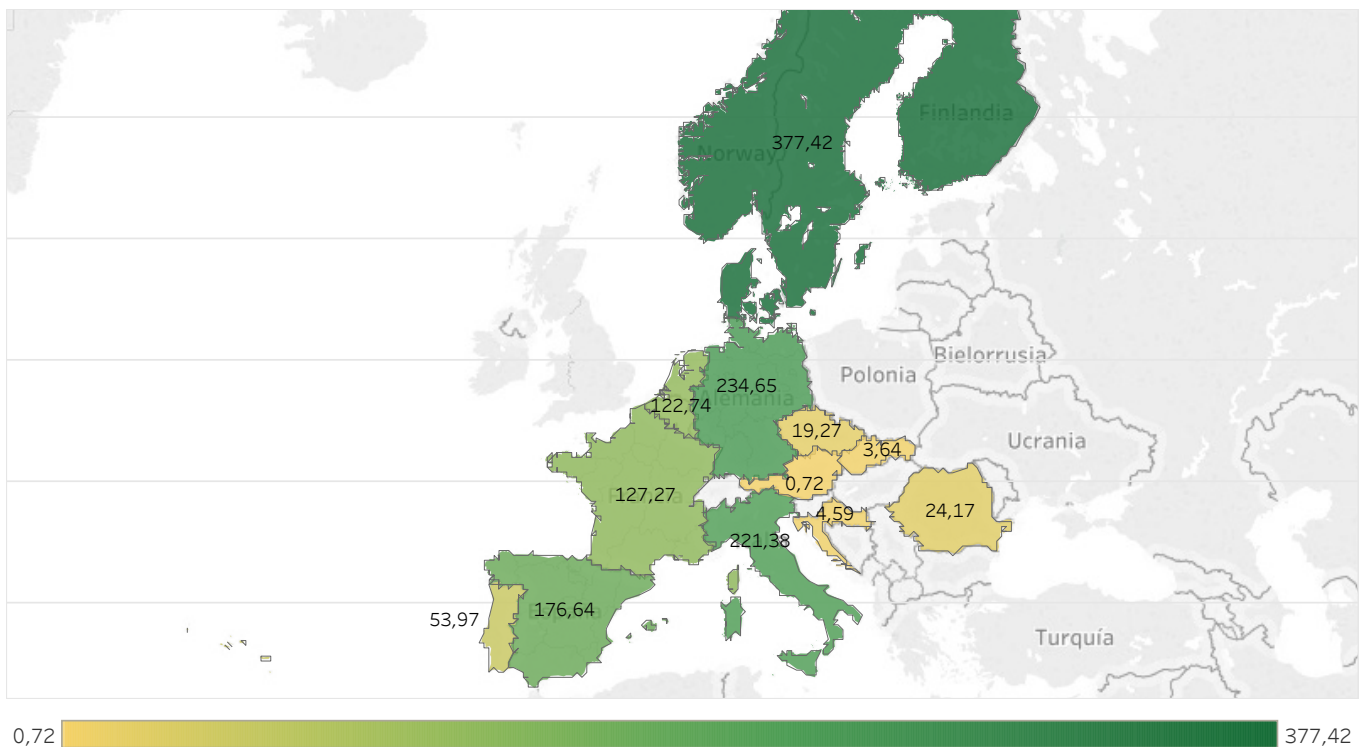 Finlandia
377,42
Norway
Polonia
Bielorrusia
234,65
Alemania
122,74
19,27
3,64
Ucrania
0,72
127,27
4,59
24,17
221,38
176,64
53,97
Turquía
0,72
377,42